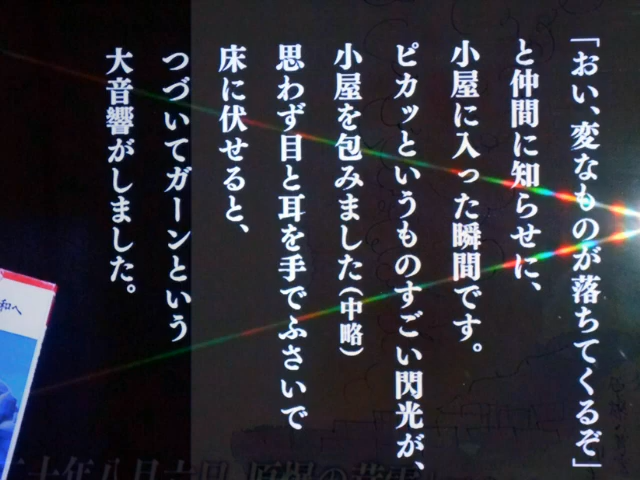 「おい、変なものが落ちてくるぞ」
と仲間に知らせに、
小屋に入った瞬間です。
ピカッというものすごい閃光が、
小屋を包みました（中略）
思わず目と耳を手でふさいで
床に伏せると、
つづいてガーンという
大音響がしました。
和へ